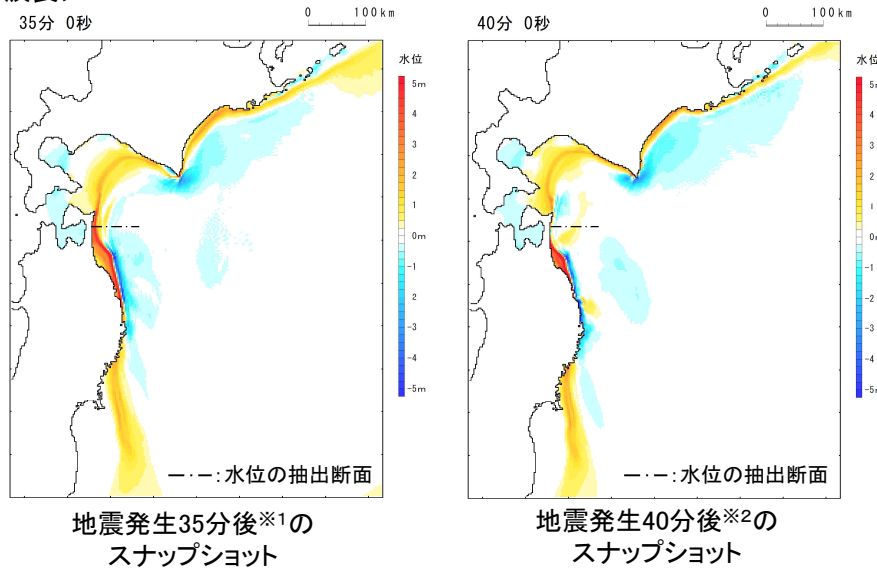 35分 0秒
0 100km
水位
5m
4
3
2
1
0m
-1
-2
-3
-4
-5m
—・—:水位の抽出断面
地震発生35分後※1の
スナップショット
40分 0秒
0 100km
水位
5m
4
3
2
1
0m
-1
-2
-3
-4
-5m
—・—:水位の抽出断面
地震発生40分後※2の
スナップショット